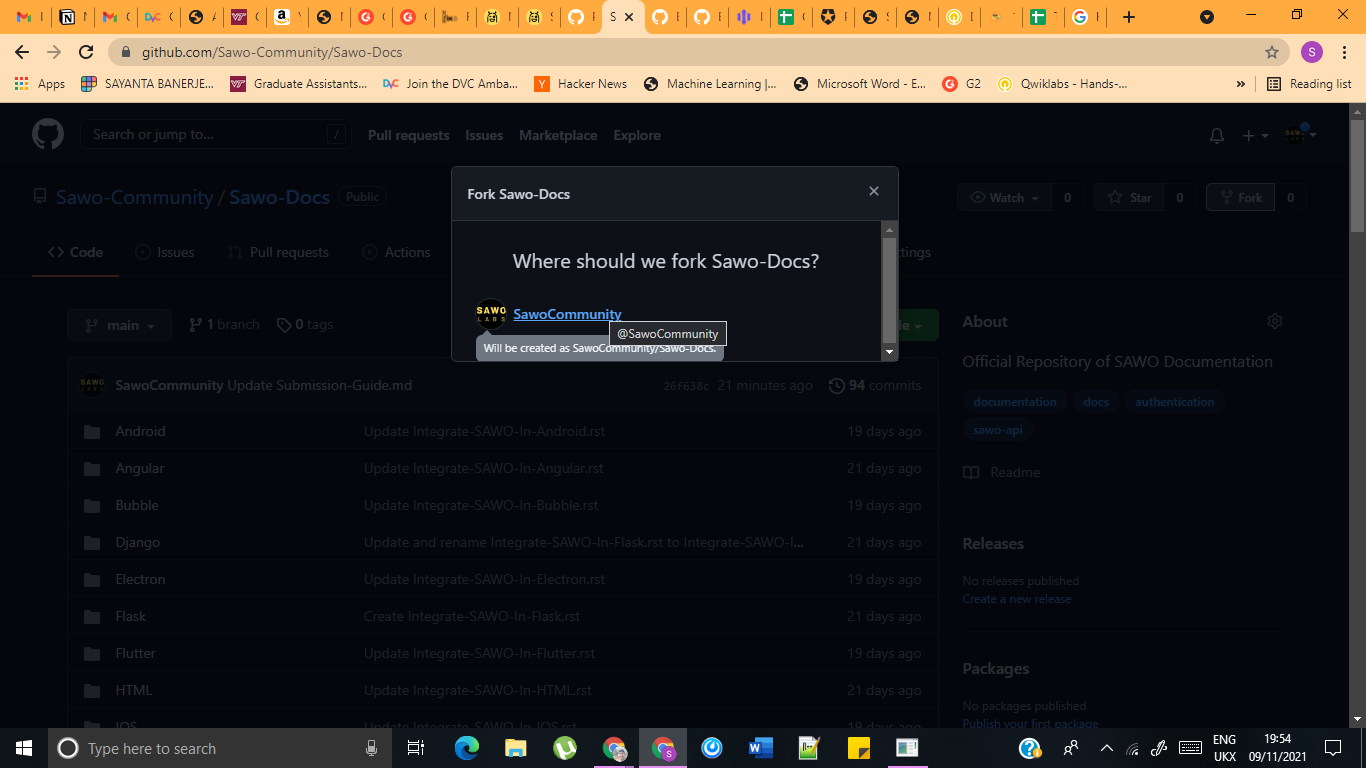 github.com/Sawo-Community/Sawo-Docs
S
Apps
SAYANTA BANERJE...
Graduate Assistants...
Join the DVC Amba...
Hacker News
Machine Learning |...
Microsoft Word - E...
G2
Qwiklabs - Hands-...
»
Reading list
Search or jump to...
/
Pull requests
Issues
Marketplace
Explore
Sawo-Community / Sawo-Docs
Public
Watch
0
Star
0
Fork
0
Code
Issues
Pull requests
Actions
ttings
Fork Sawo-Docs
Where should we fork Sawo-Docs?
SAWO
LABS
SawoCommunity
@SawoCommunity
Will be created as SawoCommunity/Sawo-Docs.
main
1 branch
0 tags
SawoCommunity Update Submission-Guide.md
26f638c 21 minutes ago
94 commits
Android
Update Integrate-SAWO-In-Android.rst
19 days ago
Angular
Update Integrate-SAWO-In-Angular.rst
21 days ago
Bubble
Update Integrate-SAWO-In-Bubble.rst
19 days ago
Django
Update and rename Integrate-SAWO-In-Flask.rst to Integrate-SAWO-I...
21 days ago
Electron
Update Integrate-SAWO-In-Electron.rst
19 days ago
Flask
Create Integrate-SAWO-In-Flask.rst
21 days ago
Flutter
Update Integrate-SAWO-In-Flutter.rst
19 days ago
HTML
Update Integrate-SAWO-In-HTML.rst
21 days ago
IOS
Update Integrate-SAWO-In-IOS.rst
19 days ago
About
Official Repository of SAWO Documentation
documentation
docs
authentication
sawo-api
Readme
Releases
No releases published
Create a new release
Packages
No packages published
Publish your first package
Type here to search
ENG
UKX
19:54
09/11/2021